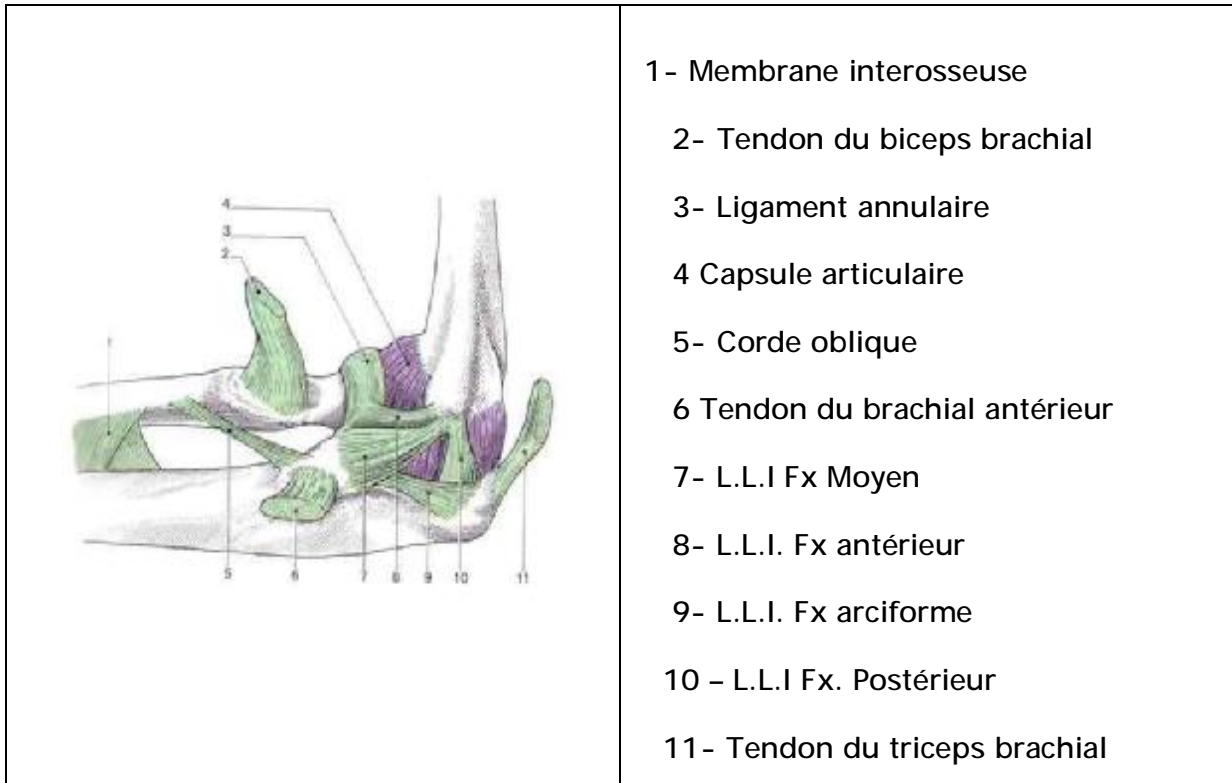 4
3
2
1
5 6 7 8 9 10 11
1- Membrane interosseuse
2- Tendon du biceps brachial
3- Ligament annulaire
4 Capsule articulaire
5- Corde oblique
6 Tendon du brachial antérieur
7- L.L.I Fx Moyen
8- L.L.I. Fx antérieur
9- L.L.I. Fx arciforme
10 – L.L.I Fx. Postérieur
11- Tendon du triceps brachial